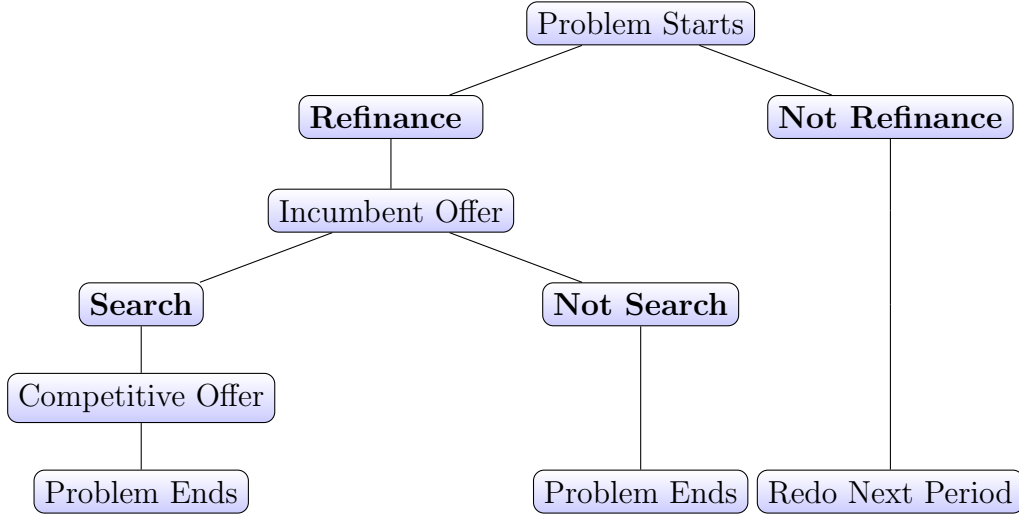 Problem Starts
Refinance
Not Refinance
Incumbent Offer
Search
Not Search
Competitive Offer
Problem Ends
Problem Ends
Redo Next Period